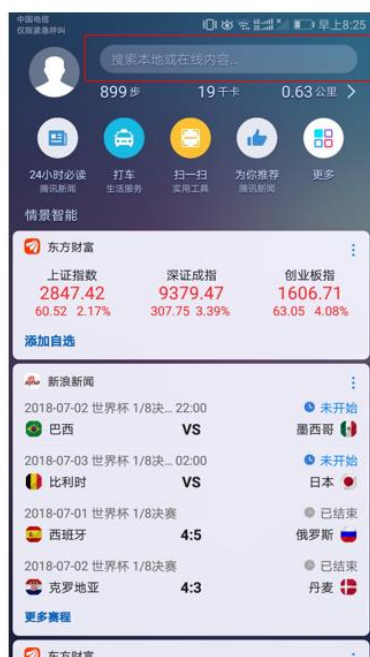 中国电信
仅限紧急呼叫
早上8:25
搜索本地或在线内容...
899 步 19 千卡 0.63 公里
24小时必读 打车 扫一扫 为你推荐 更多
腾讯新闻 生活服务 实用工具 腾讯新闻
情景智能
东方财富
上证指数 深证成指 创业板指
2847.42 9379.47 1606.71
60.52 2.17% 307.75 3.39% 63.05 4.08%
添加自选
新浪新闻
2018-07-02 世界杯 1/8决... 22:00 未开始
巴西 VS 墨西哥
2018-07-03 世界杯 1/8决... 02:00 未开始
比利时 VS 日本
2018-07-01 世界杯 1/8决赛 已结束
西班牙 4:5 俄罗斯
2018-07-02 世界杯 1/8决赛 已结束
克罗地亚 4:3 丹麦
更多赛程
东方财富